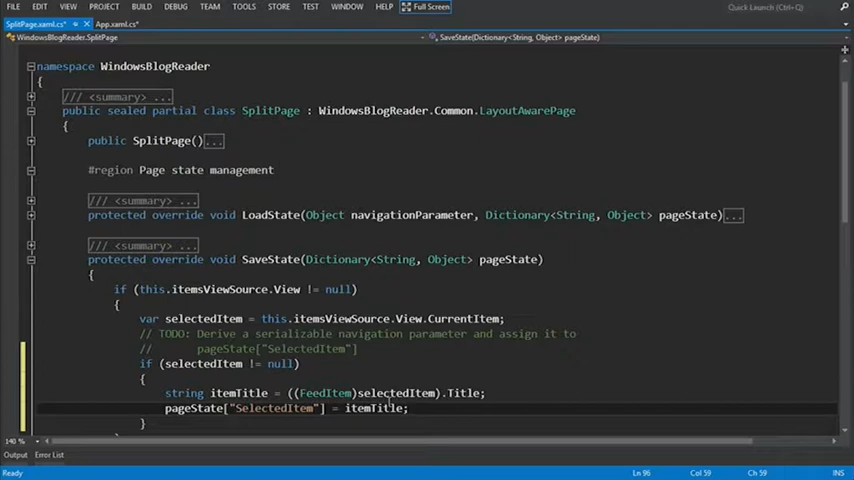 FILE EDIT VIEW PROJECT BUILD DEBUG TEAM TOOLS STORE TEST WINDOW HELP Full Screen Quick Launch (Ctrl+Q)
SplitPage.xaml.cs* App.xaml.cs*
WindowsBlogReader.SplitPage SaveState(Dictionary<String, Object> pageState)
namespace WindowsBlogReader
{
/// <summary> ...
public sealed partial class SplitPage : WindowsBlogReader.Common.LayoutAwarePage
{
public SplitPage()...
#region Page state management
/// <summary> ...
protected override void LoadState(Object navigationParameter, Dictionary<String, Object> pageState)...
/// <summary> ...
protected override void SaveState(Dictionary<String, Object> pageState)
{
if (this.itemsViewSource.View != null)
{
var selectedItem = this.itemsViewSource.View.CurrentItem;
// TODO: Derive a serializable navigation parameter and assign it to
// pageState["SelectedItem"]
if (selectedItem != null)
{
string itemTitle = ((FeedItem)selectedItem).Title;
pageState["SelectedItem"] = itemTitle;
}
140 %
Output Error List
Ready Ln 96 Col 59 Ch 59 INS